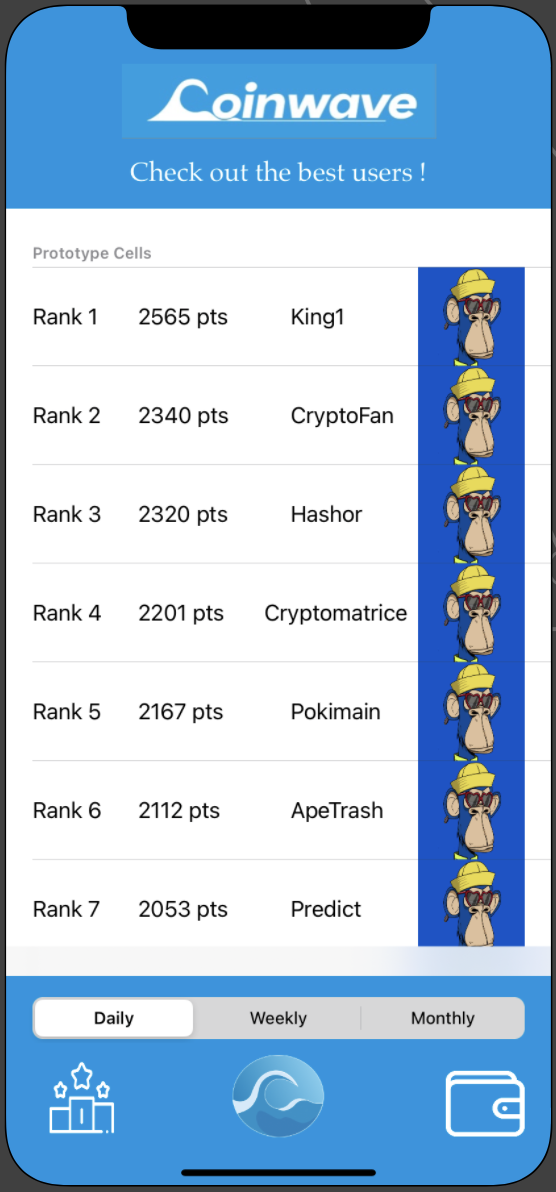 Coinwave
Check out the best users !
Prototype Cells
Rank 1 2565 pts King1
Rank 2 2340 pts CryptoFan
Rank 3 2320 pts Hashor
Rank 4 2201 pts Cryptomatrice
Rank 5 2167 pts Pokimain
Rank 6 2112 pts ApeTrash
Rank 7 2053 pts Predict
Daily Weekly Monthly
1